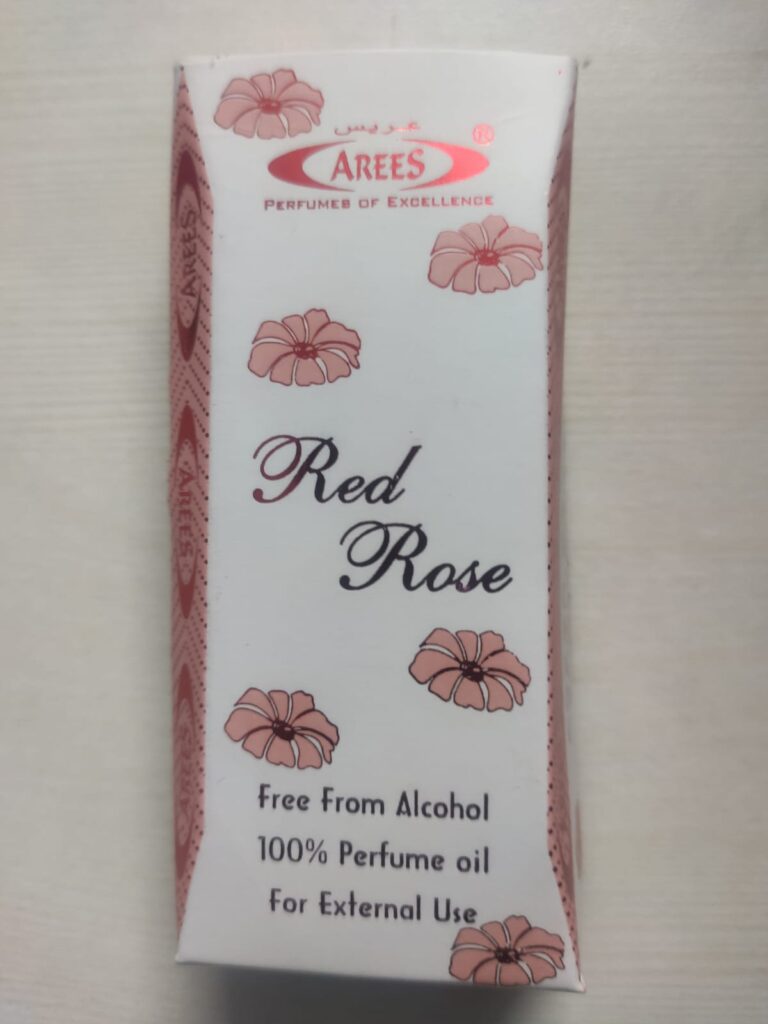 عريس
AREES ®
PERFUMES OF EXCELLENCE
AREES
AREES
Red
Rose
Free From Alcohol
100% Perfume oil
For External Use